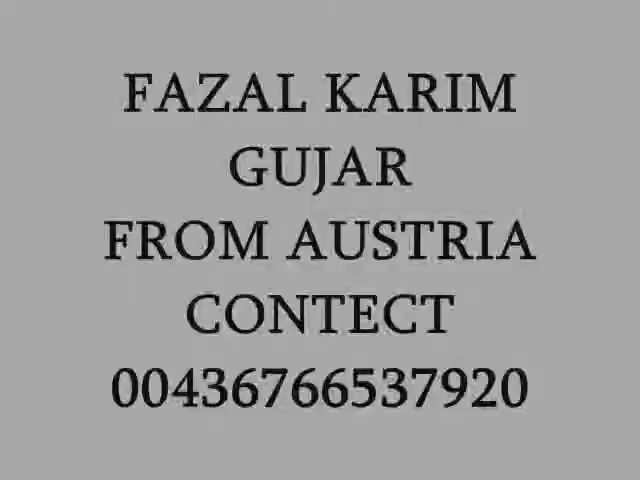 FAZAL KARIM
GUJAR
FROM AUSTRIA
CONTECT
00436766537920